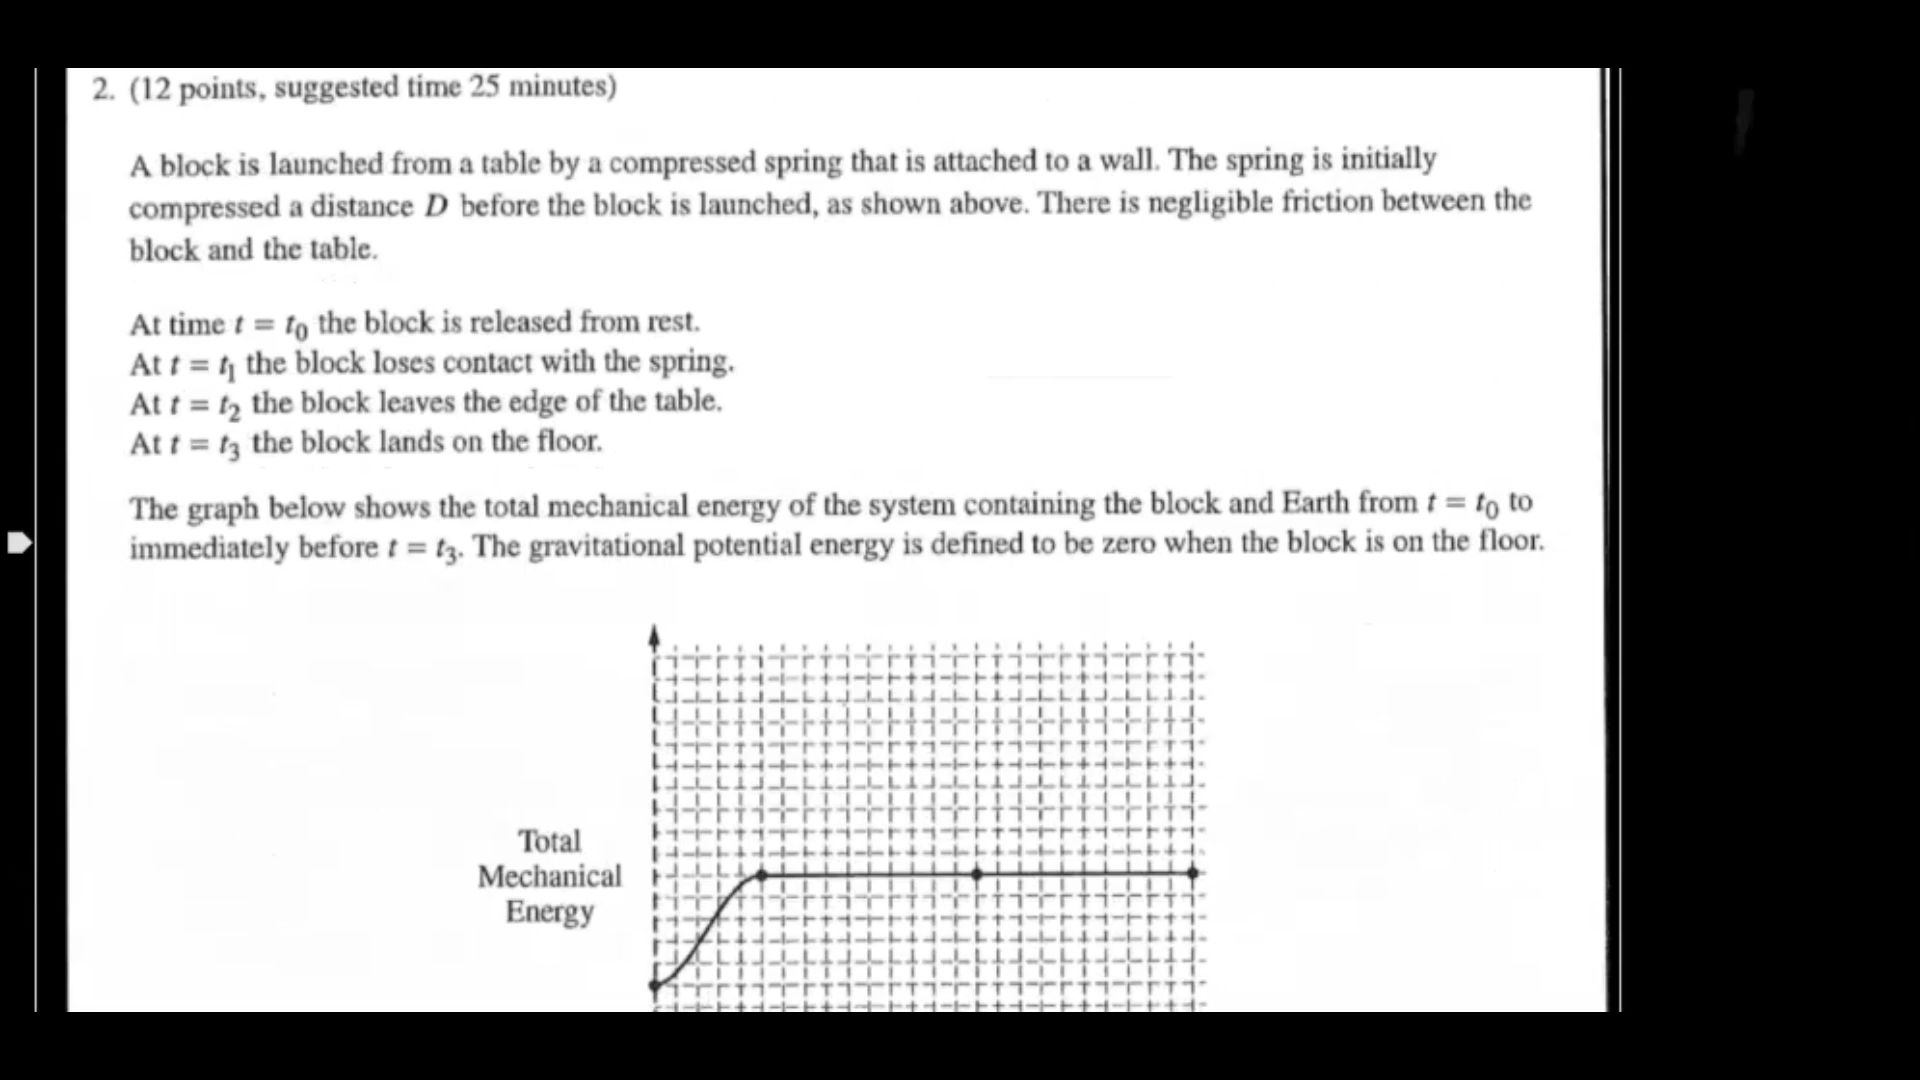 2. (12 points, suggested time 25 minutes)
A block is launched from a table by a compressed spring that is attached to a wall. The spring is initially
compressed a distance D before the block is launched, as shown above. There is negligible friction between the
block and the table.
At time t = t₀ the block is released from rest.
At t = t₁ the block loses contact with the spring.
At t = t₂ the block leaves the edge of the table.
At t = t₃ the block lands on the floor.
The graph below shows the total mechanical energy of the system containing the block and Earth from t = t₀ to
immediately before t = t₃. The gravitational potential energy is defined to be zero when the block is on the floor.
Total
Mechanical
Energy